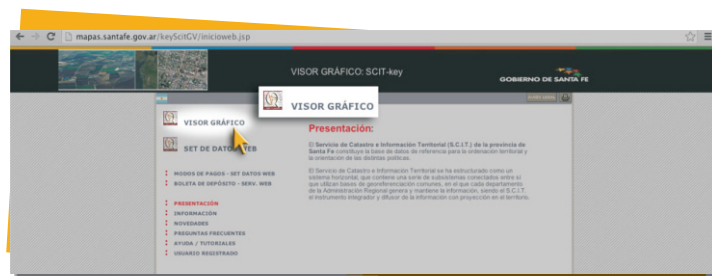 mapas.santafe.gov.ar/keyScitGV/inicioweb.jsp
VISOR GRÁFICO: SCIT-key
GOBIERNO DE SANTA FE
VISOR GRÁFICO
VISOR GRÁFICO
SET DE DATOS WEB
MODOS DE PAGOS - SET DATOS WEB
BOLETA DE DEPÓSITO - SERV. WEB
PRESENTACIÓN
INFORMACIÓN
NOVEDADES
PREGUNTAS FRECUENTES
AYUDA / TUTORIALES
USUARIO REGISTRADO
Presentación:
El Servicio de Catastro e Información Territorial (S.C.I.T.) de la provincia de
Santa Fe constituye la base de datos de referencia para la ordenación territorial y
la orientación de las distintas políticas.
El Servicio de Catastro e Información Territorial se ha estructurado como un
sistema horizontal, que contiene una serie de subsistemas conectados entre sí
que utilizan bases de georeferenciación comunes, en el que cada departamento
de la Administración Regional genera y mantiene la información, siendo el S.C.I.T.
el instrumento integrador y difusor de la información con proyección en el territorio.